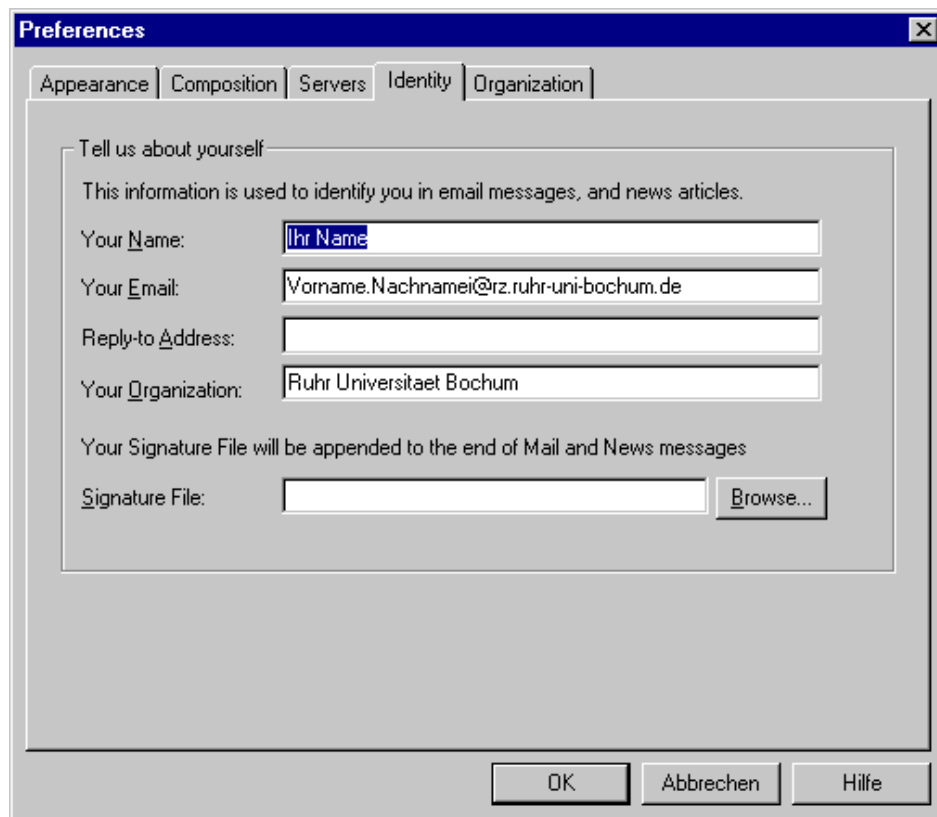 Preferences
Appearance Composition Servers Identity Organization
Tell us about yourself
This information is used to identify you in email messages, and news articles.
Your Name: Ihr Name
Your Email: Vorname.Nachnamei@rz.ruhr-uni-bochum.de
Reply-to Address:
Your Organization: Ruhr Universitaet Bochum
Your Signature File will be appended to the end of Mail and News messages
Signature File: Browse...
OK Abbrechen Hilfe